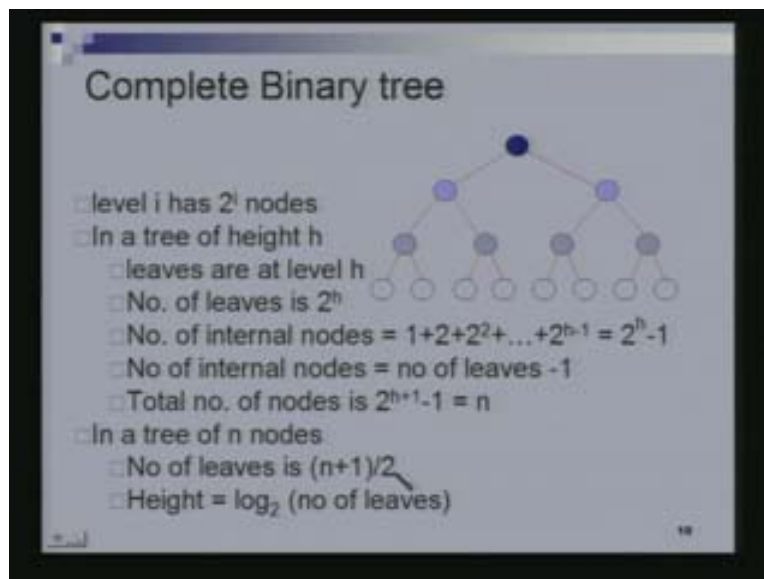 Complete Binary tree
level i has 2ⁱ nodes
In a tree of height h
leaves are at level h
No. of leaves is 2ʰ
No. of internal nodes = 1+2+2²+...+2ʰ⁻¹ = 2ʰ-1
No of internal nodes = no of leaves -1
Total no. of nodes is 2ʰ⁺¹-1 = n
In a tree of n nodes
No of leaves is (n+1)/2
Height = log₂ (no of leaves)